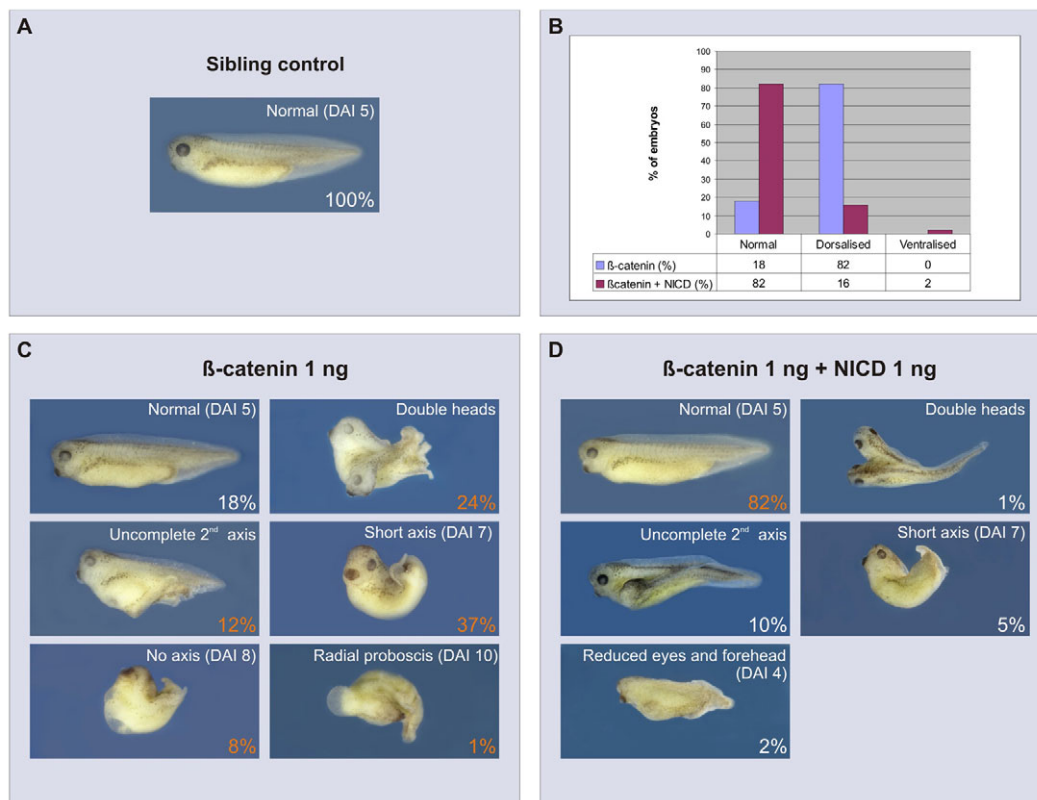 A
Sibling control
Normal (DAI 5)
100%
B
% of embryos
100
90
80
70
60
50
40
30
20
10
0
Normal Dorsalised Ventralised
ß-catenin (%) 18 82 0
ßcatenin + NICD (%) 82 16 2
C
ß-catenin 1 ng
Normal (DAI 5)
18%
Double heads
24%
Uncomplete 2nd axis
12%
Short axis (DAI 7)
37%
No axis (DAI 8)
8%
Radial proboscis (DAI 10)
1%
D
ß-catenin 1 ng + NICD 1 ng
Normal (DAI 5)
82%
Double heads
1%
Uncomplete 2nd axis
10%
Short axis (DAI 7)
5%
Reduced eyes and forehead
(DAI 4)
2%